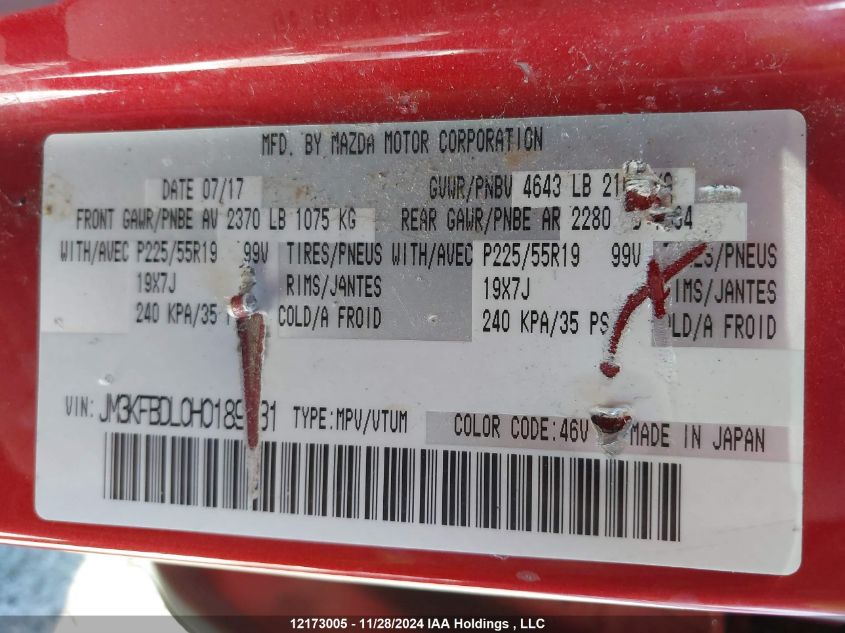 MFD. BY MAZDA MOTOR CORPORATION
DATE 07/17 GVWR/PNBV 4643 LB
FRONT GAWR/PNBE AV 2370 LB 1075 KG REAR GAWR/PNBE AR 2280
WITH/AVEC P225/55R19 99V TIRES/PNEUS WITH/AVEC P225/55R19 99V
19X7J RIMS/JANTES 19X7J
240 KPA/35 COLD/A FROID 240 KPA/35 A FROID
VIN: TYPE:MPV/VTUM COLOR CODE:46V MADE IN JAPAN
12173005 - 11/28/2024 IAA Holdings , LLC